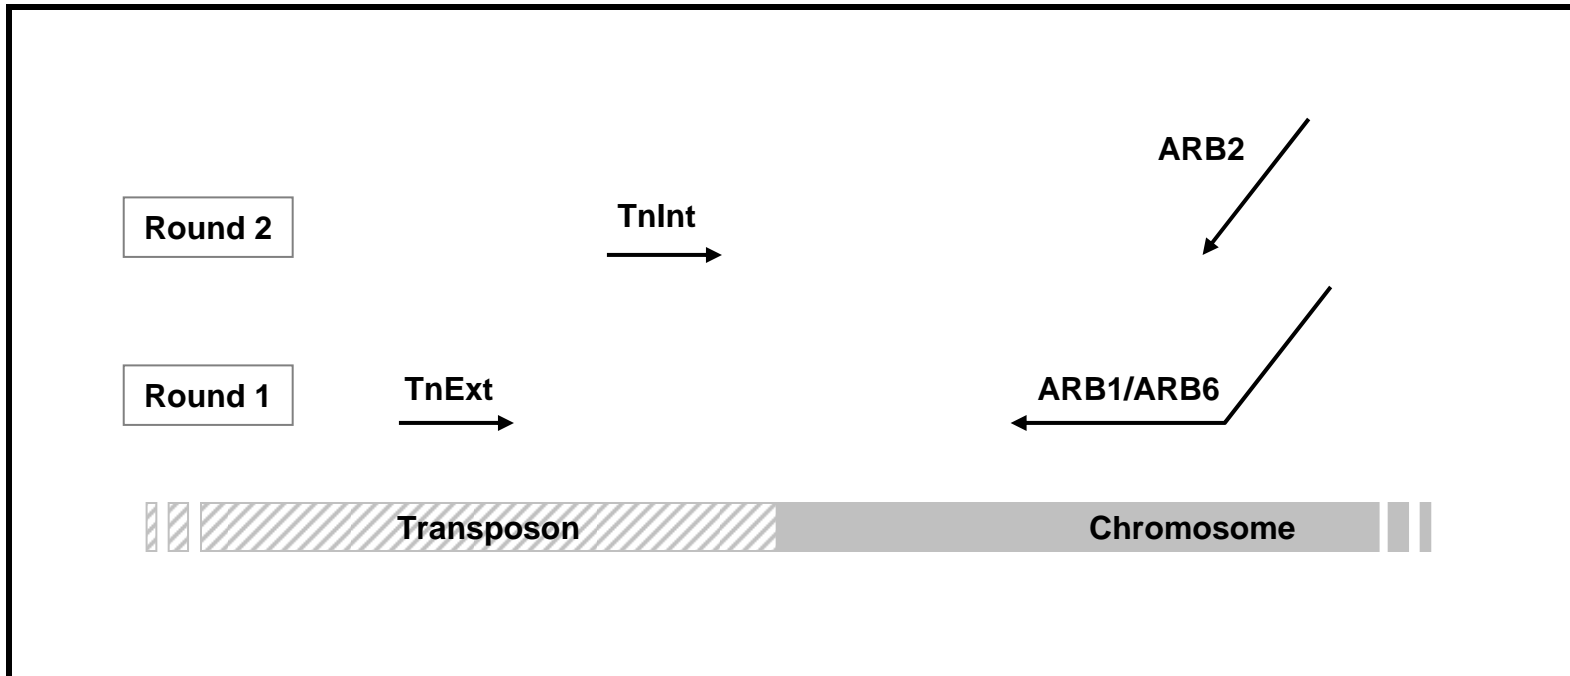 ARB2
Round 2
TnInt
Round 1
TnExt
ARB1/ARB6
Transposon
Chromosome